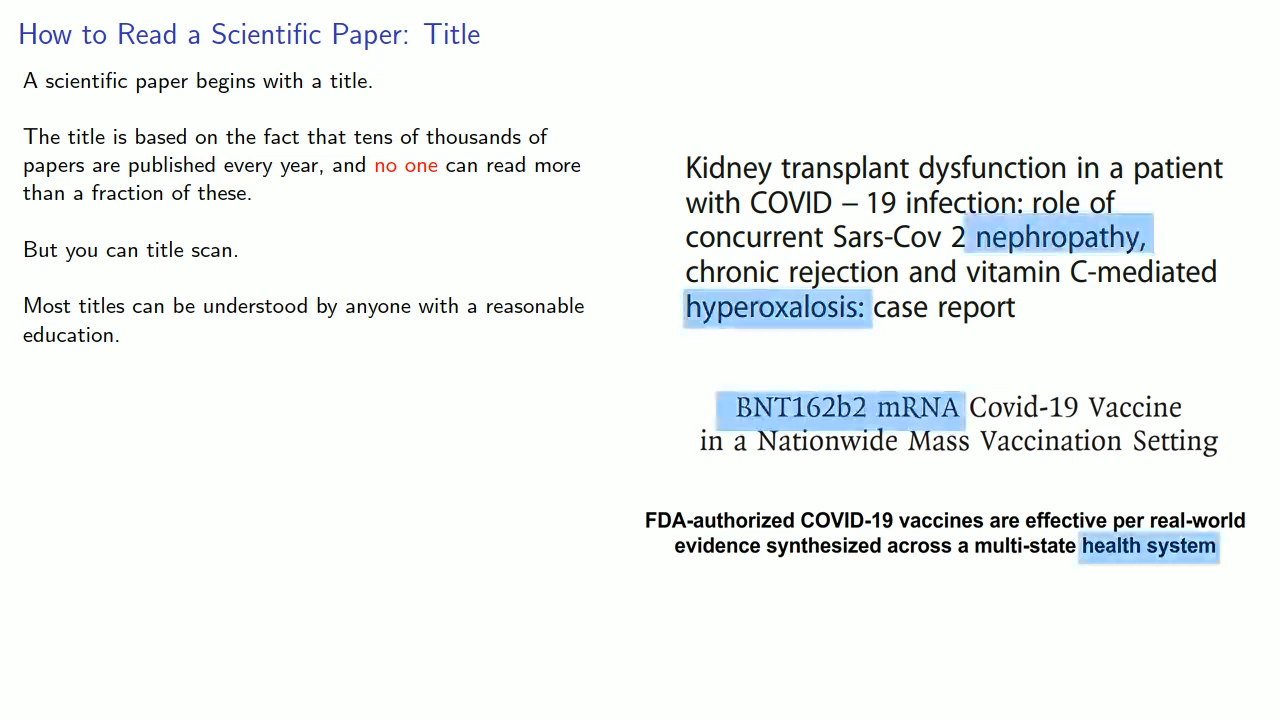 How to Read a Scientific Paper: Title
A scientific paper begins with a title.
The title is based on the fact that tens of thousands of
papers are published every year, and no one can read more
than a fraction of these.
But you can title scan.
Most titles can be understood by anyone with a reasonable
education.
Kidney transplant dysfunction in a patient
with COVID – 19 infection: role of
concurrent Sars-Cov 2 nephropathy,
chronic rejection and vitamin C-mediated
hyperoxalosis: case report
BNT162b2 mRNA Covid-19 Vaccine
in a Nationwide Mass Vaccination Setting
FDA-authorized COVID-19 vaccines are effective per real-world
evidence synthesized across a multi-state health system